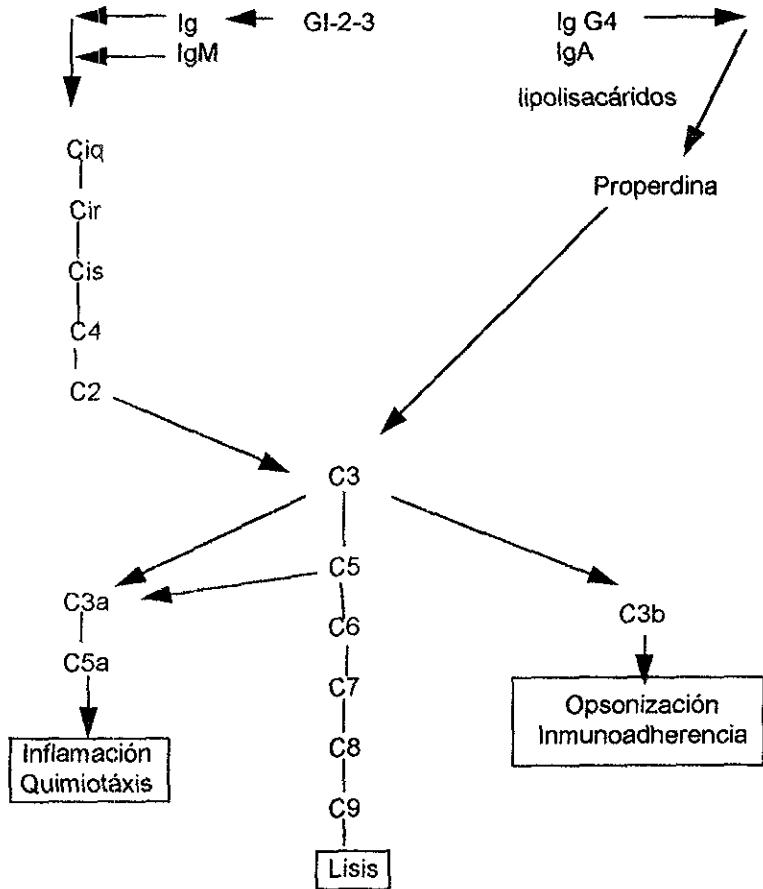 Ig GI-2-3
IgM
Ig G4
IgA
lipolisacáridos
Properdina
Ciq
Cir
Cis
C4
C2
C3
C5
C6
C7
C8
C9
Lisis
C3a
C5a
Inflamación
Quimiotáxis
C3b
Opsonización
Inmunoadherencia